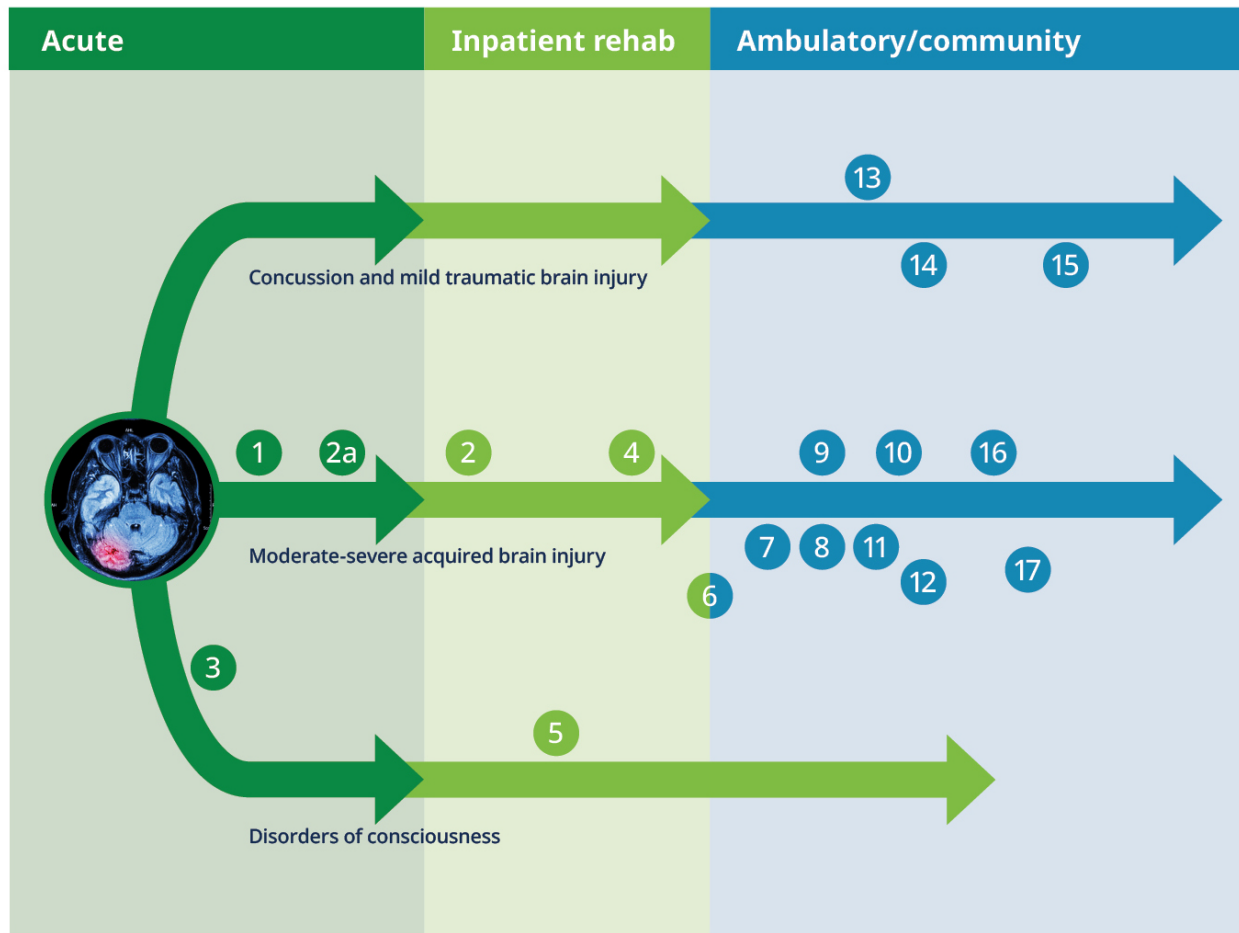 Acute
Inpatient rehab
Ambulatory/community
13
14
15
Concussion and mild traumatic brain injury
1
2a
2
4
9
10
16
Moderate-severe acquired brain injury
7
8
11
12
17
6
3
5
Disorders of consciousness